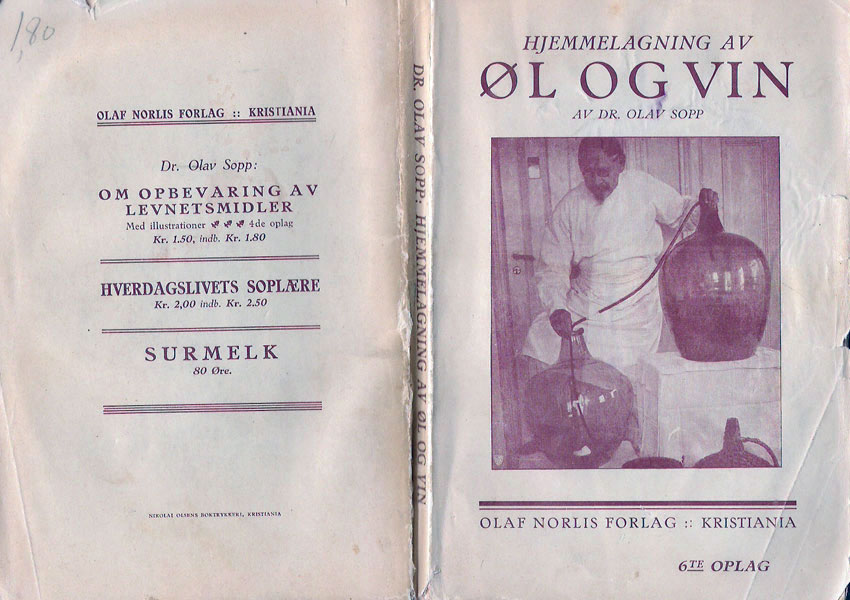 1,80
OLAF NORLIS FORLAG :: KRISTIANIA
Dr. Olav Sopp:
OM OPBEVARING AV
LEVNETSMIDLER
Med illustrationer 4de oplag
Kr. 1.50, indb. Kr. 1.80
HVERDAGSLIVETS SOPLÆRE
Kr. 2,00 indb. Kr. 2.50
SURMELK
80 Øre.
NIKOLAI OLSENS BOKTRYKKERI, KRISTIANIA
DR. OLAV SOPP: HJEMMELAGNING AV ØL OG VIN
HJEMMELAGNING AV
ØL OG VIN
AV DR. OLAV SOPP
OLAF NORLIS FORLAG :: KRISTIANIA
6TE OPLAG